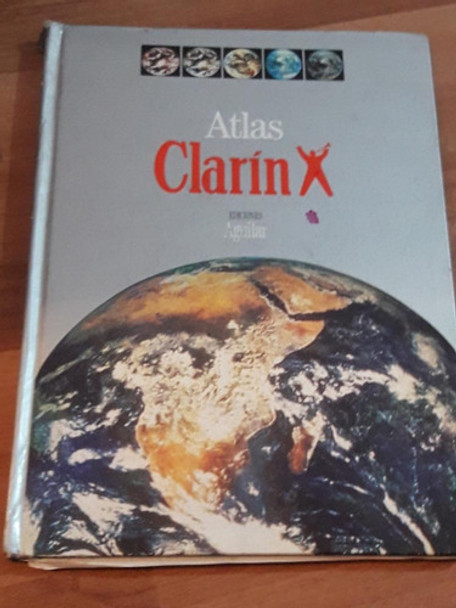 Atlas
Clarín
EDICIONES
Aguilar